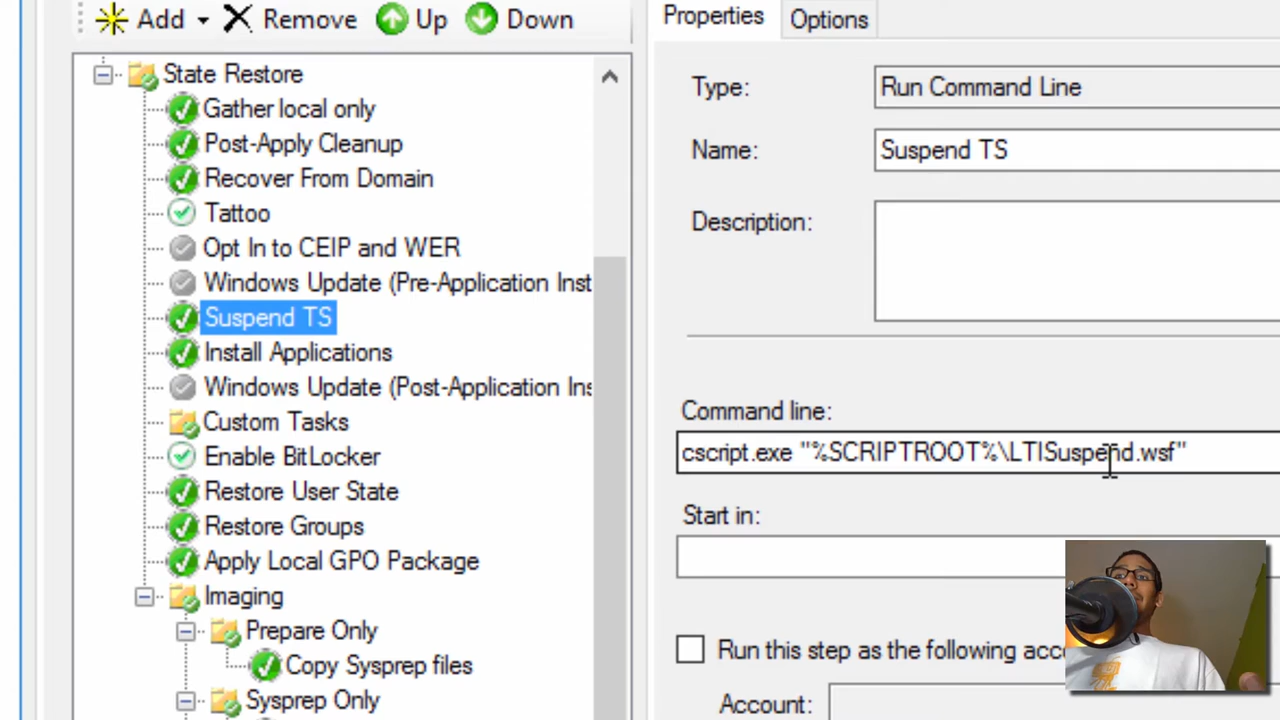 Add Remove Up Down
State Restore
Gather local only
Post-Apply Cleanup
Recover From Domain
Tattoo
Opt In to CEIP and WER
Windows Update (Pre-Application Inst
Suspend TS
Install Applications
Windows Update (Post-Application Ins
Custom Tasks
Enable BitLocker
Restore User State
Restore Groups
Apply Local GPO Package
Imaging
Prepare Only
Copy Sysprep files
Sysprep Only
Properties Options
Type: Run Command Line
Name: Suspend TS
Description:
Command line:
cscript.exe "%SCRIPTROOT%\LTISuspend.wsf"
Start in:
Run this step as the following acco
Account: